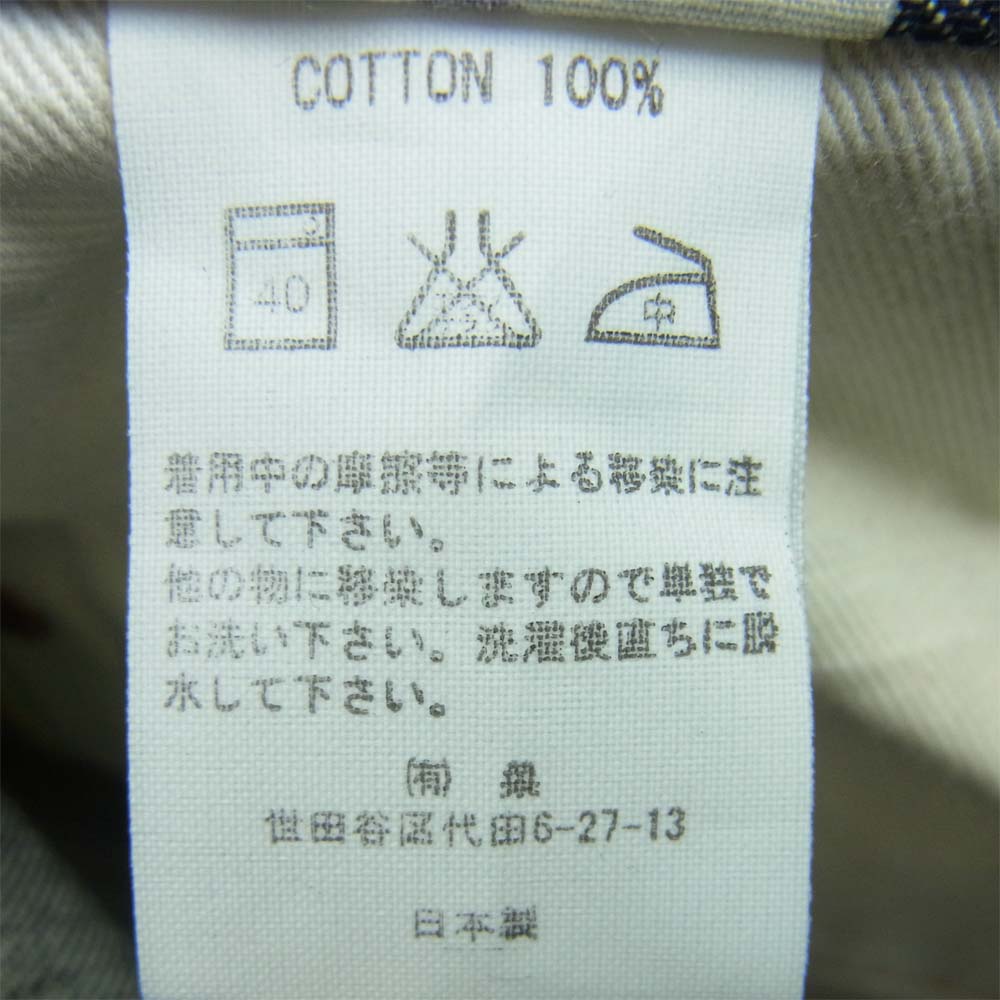 COTTON 100%
40
中
着用中の摩擦等による移染に注
意して下さい。
他の物に移染しますので単独で
お洗い下さい。洗濯後直ちに脱
水して下さい。
㈲
世田谷区代田6-27-13
日本製